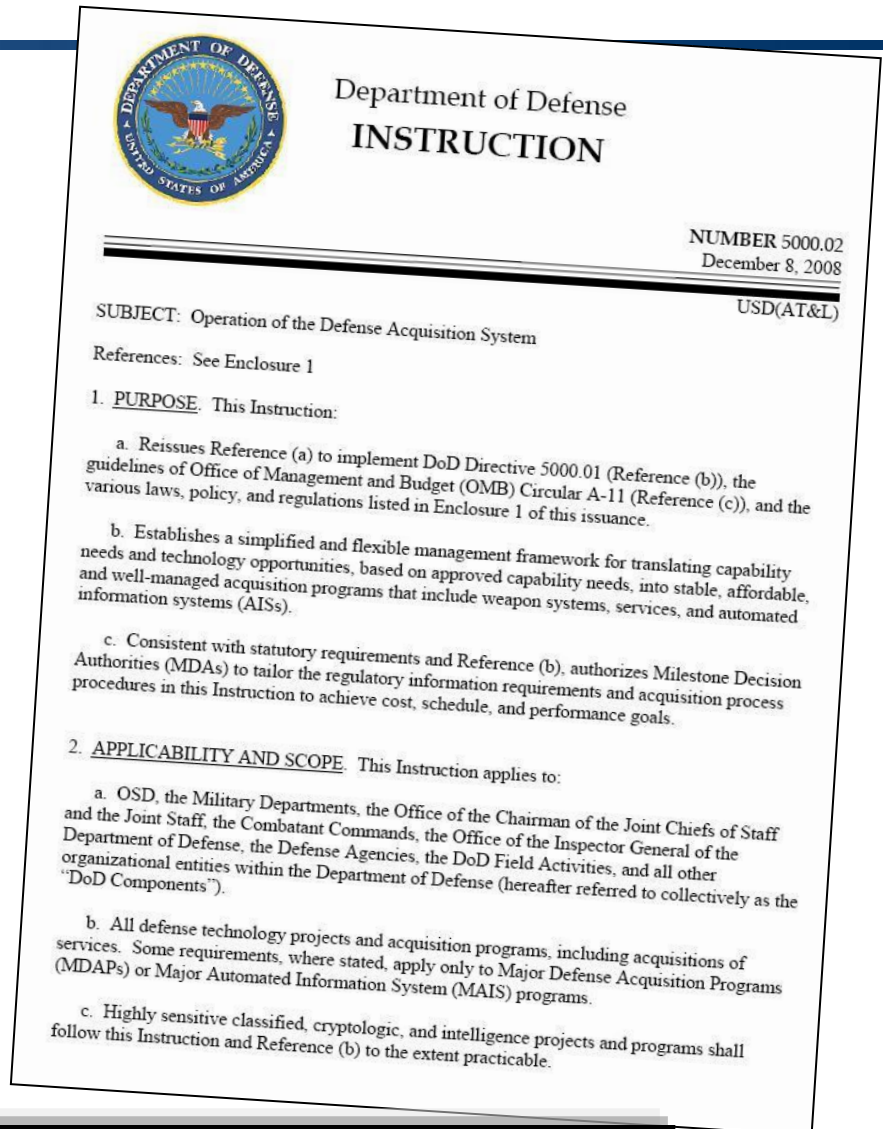 DEPARTMENT OF DEFENSE
UNITED STATES OF AMERICA
Department of Defense
INSTRUCTION
NUMBER 5000.02
December 8, 2008
USD(AT&L)
SUBJECT: Operation of the Defense Acquisition System
References: See Enclosure 1
1. PURPOSE. This Instruction:
a. Reissues Reference (a) to implement DoD Directive 5000.01 (Reference (b)), the
guidelines of Office of Management and Budget (OMB) Circular A-11 (Reference (c)), and the
various laws, policy, and regulations listed in Enclosure 1 of this issuance.
b. Establishes a simplified and flexible management framework for translating capability
needs and technology opportunities, based on approved capability needs, into stable, affordable,
and well-managed acquisition programs that include weapon systems, services, and automated
information systems (AISs).
c. Consistent with statutory requirements and Reference (b), authorizes Milestone Decision
Authorities (MDAs) to tailor the regulatory information requirements and acquisition process
procedures in this Instruction to achieve cost, schedule, and performance goals.
2. APPLICABILITY AND SCOPE. This Instruction applies to:
a. OSD, the Military Departments, the Office of the Chairman of the Joint Chiefs of Staff
and the Joint Staff, the Combatant Commands, the Office of the Inspector General of the
Department of Defense, the Defense Agencies, the DoD Field Activities, and all other
organizational entities within the Department of Defense (hereafter referred to collectively as the
“DoD Components”).
b. All defense technology projects and acquisition programs, including acquisitions of
services. Some requirements, where stated, apply only to Major Defense Acquisition Programs
(MDAPs) or Major Automated Information System (MAIS) programs.
c. Highly sensitive classified, cryptologic, and intelligence projects and programs shall
follow this Instruction and Reference (b) to the extent practicable.